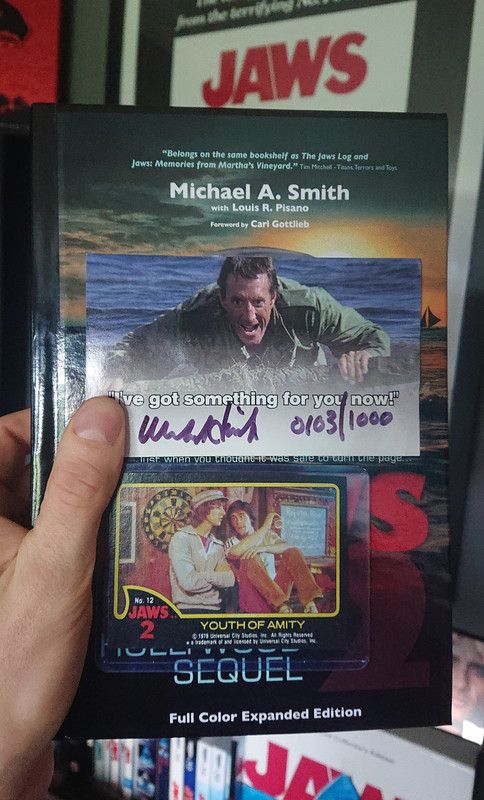 from the terrifying No.
JAWS
"Belongs on the same bookshelf as The Jaws Log and
Jaws: Memories from Martha's Vineyard." Tim Mitchell - Titans, Terrors and Toys
Michael A. Smith
with Louis R. Pisano
Foreword by Carl Gottlieb
"I've got something for you now!"
0103/1000
Just when you thought it was safe to turn the page...
WS
2
No. 12
JAWS
2
YOUTH OF AMITY
© 1978 Universal City Studios, Inc. All Rights Reserved
a trademark of and licensed by Universal City Studios, Inc.
HOLLYWOOD
SEQUEL
Full Color Expanded Edition
JAW